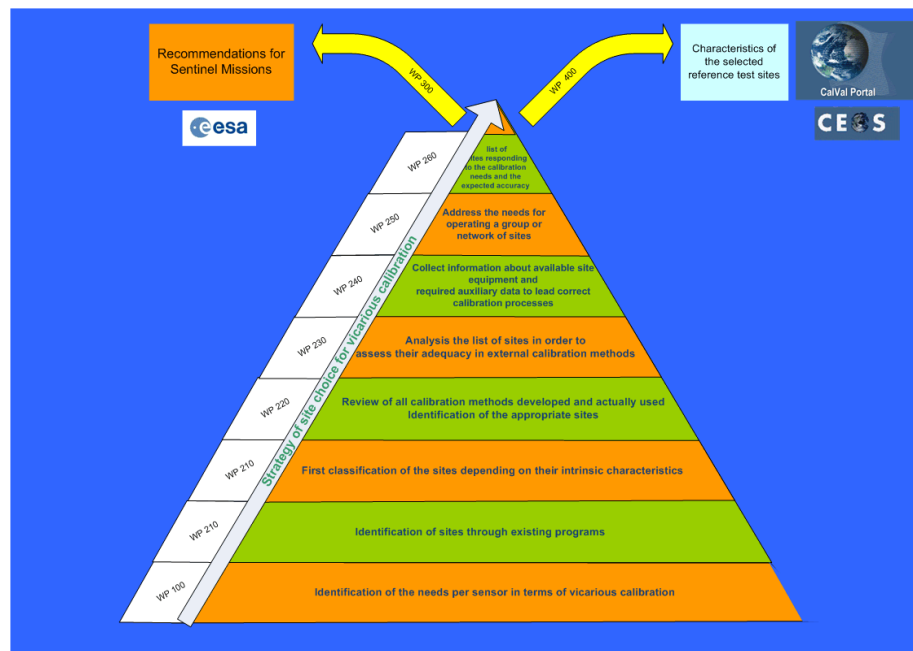 Recommendations for
Sentinel Missions
esa
WP 300
WP 400
Characteristics of
the selected
reference test sites
CalVal Portal
CEOS
Strategy of site choice for vicarious calibration
WP 260
list of
sites responding
to the calibration
needs and the
expected accuracy
WP 250
Address the needs for
operating a group or
network of sites
WP 240
Collect information about available site
equipment and
required auxiliary data to lead correct
calibration processes
WP 230
Analysis the list of sites in order to
assess their adequacy in external calibration methods
WP 220
Review of all calibration methods developed and actually used
Identification of the appropriate sites
WP 210
First classification of the sites depending on their intrinsic characteristics
WP 210
Identification of sites through existing programs
WP 100
Identification of the needs per sensor in terms of vicarious calibration